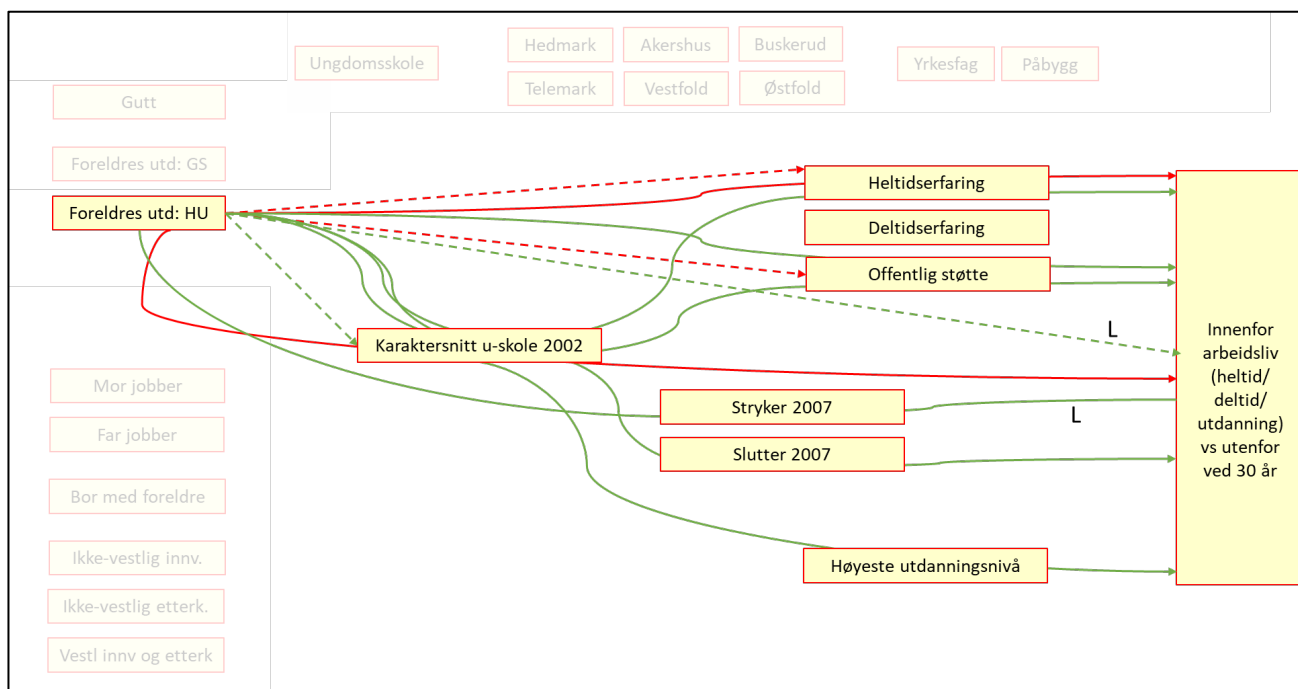 Ungdomsskole
Hedmark
Akershus
Buskerud
Telemark
Vestfold
Østfold
Yrkesfag
Påbygg
Gutt
Foreldres utd: GS
Foreldres utd: HU
Mor jobber
Far jobber
Bor med foreldre
Ikke-vestlig innv.
Ikke-vestlig etterk.
Vestl innv og etterk
Karaktersnitt u-skole 2002
Heltidserfaring
Deltidserfaring
Offentlig støtte
L
Stryker 2007
L
Slutter 2007
Høyeste utdanningsnivå
Innenfor
arbeidsliv
(heltid/
deltid/
utdanning)
vs utenfor
ved 30 år